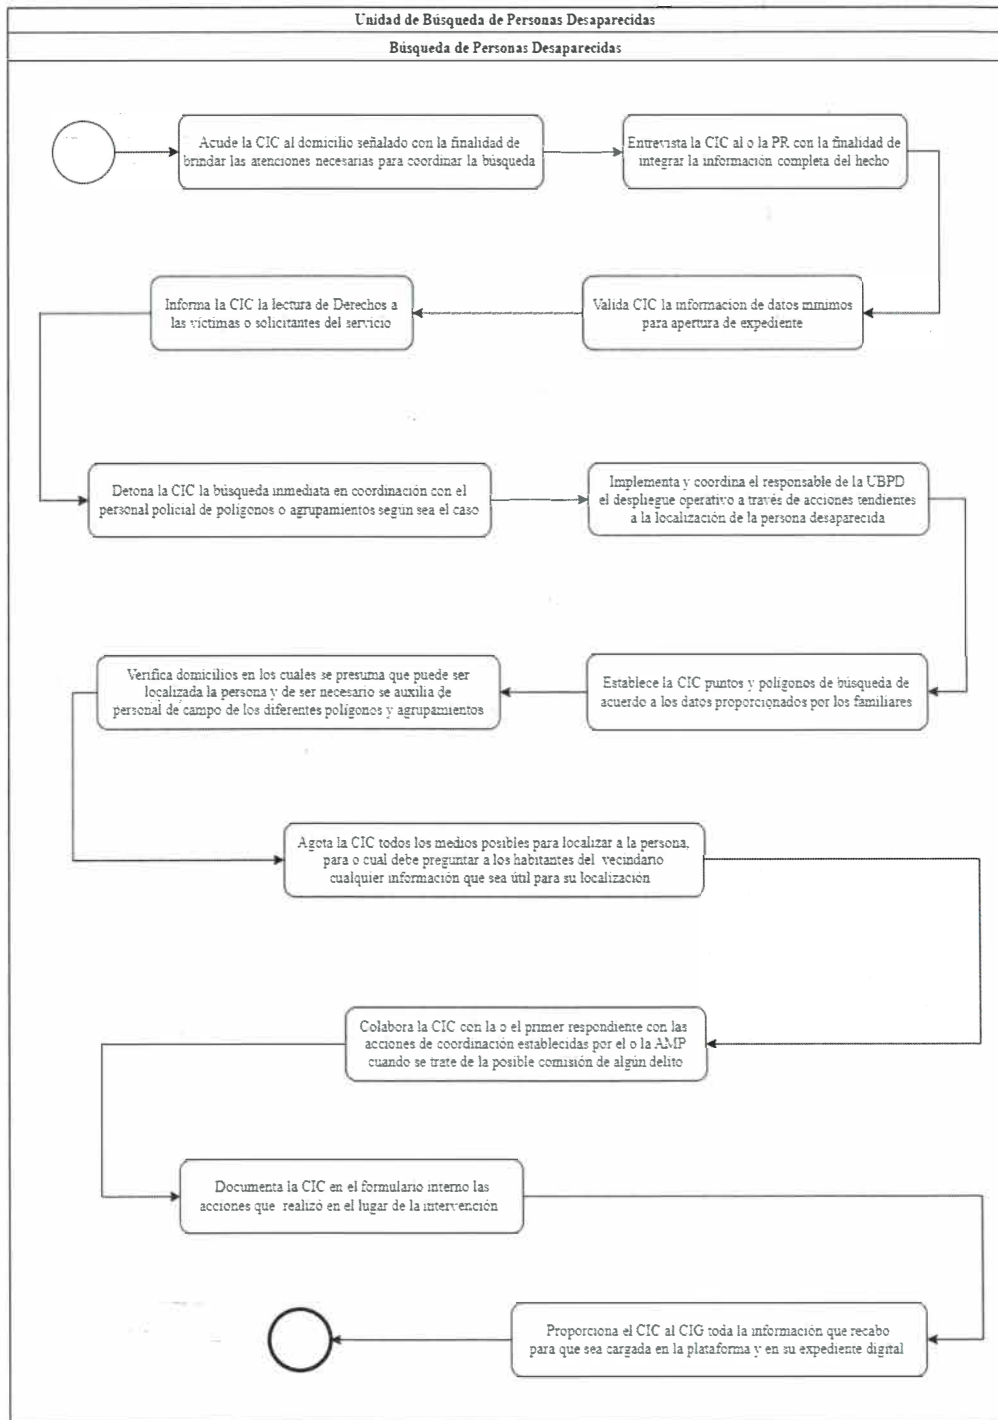 Unidad de Búsqueda de Personas Desaparecidas
Búsqueda de Personas Desaparecidas
Acude la CIC al domicilio señalado con la finalidad de
brindar las atenciones necesarias para coordinar la búsqueda
Entrevista la CIC al o la PR con la finalidad de
integrar la información completa del hecho
Valida CIC la informacion de datos minimos
para apertura de expediente
Informa la CIC la lectura de Derechos a
las víctimas o solicitantes del servicio
Detona la CIC la búsqueda inmediata en coordinación con el
personal policial de polígonos o agrupamientos según sea el caso
Implementa y coordina el responsable de la UBPD
el despliegue operativo a través de acciones tendientes
a la localización de la persona desaparecida
Establece la CIC puntos y polígonos de búsqueda de
acuerdo a los datos proporcionados por los familiares
Verifica domicilios en los cuales se presuma que puede ser
localizada la persona y de ser necesario se auxilia de
personal de campo de los diferentes polígonos y agrupamientos
Agota la CIC todos los medios posibles para localizar a la persona,
para o cual debe preguntar a los habitantes del vecindario
cualquier información que sea útil para su localización
Colabora la CIC con la o el primer respondiente con las
acciones de coordinación establecidas por el o la AMP
cuando se trate de la posible comisión de algún delito
Documenta la CIC en el formulario interno las
acciones que realizó en el lugar de la intervención
Proporciona el CIC al CIG toda la información que recabo
para que sea cargada en la plataforma y en su expediente digital